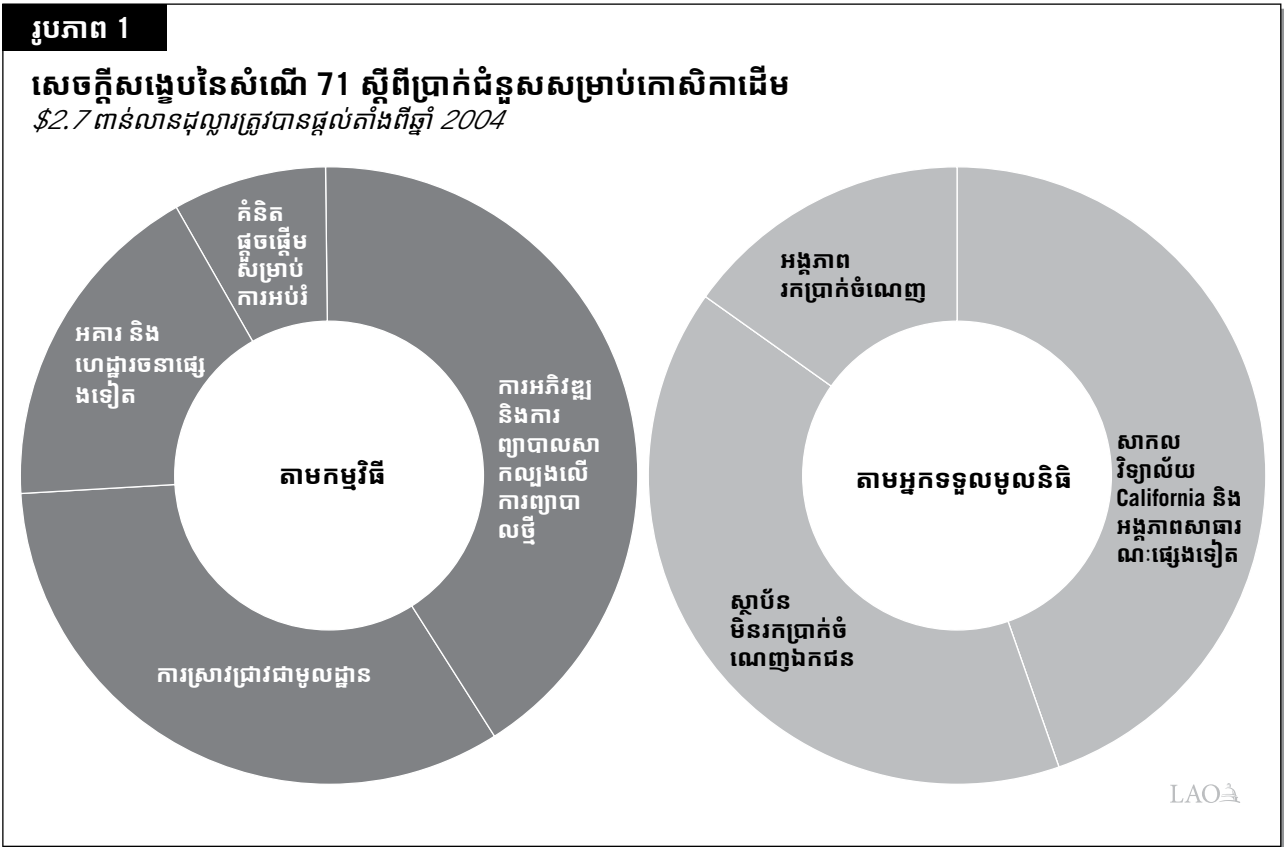 រូបភាព 1
សេចក្តីសង្ខេបនៃសំណើ 71 ស្តីពីប្រាក់ជំនួសសម្រាប់កោសិកាដើម
$2.7 ពាន់លានដុល្លារត្រូវបានផ្តល់តាំងពីឆ្នាំ 2004
គំនិត
ផ្តួចផ្តើម
សម្រាប់
ការអប់រំ
អគារ និង
ហេដ្ឋារចនាផ្សេ
ងទៀត
ការអភិវឌ្ឍ
និងការ
ព្យាបាលសា
កល្បងលើ
ការព្យាបា
លថ្មី
តាមកម្មវិធី
ការស្រាវជ្រាវជាមូលដ្ឋាន
អង្គភាព
រកប្រាក់ចំណេញ
សាកល
វិទ្យាល័យ
California និង
អង្គភាពសាធារ
ណៈផ្សេងទៀត
តាមអ្នកទទួលមូលនិធិ
ស្ថាប័ន
មិនរកប្រាក់ចំ
ណេញឯកជន
LAO